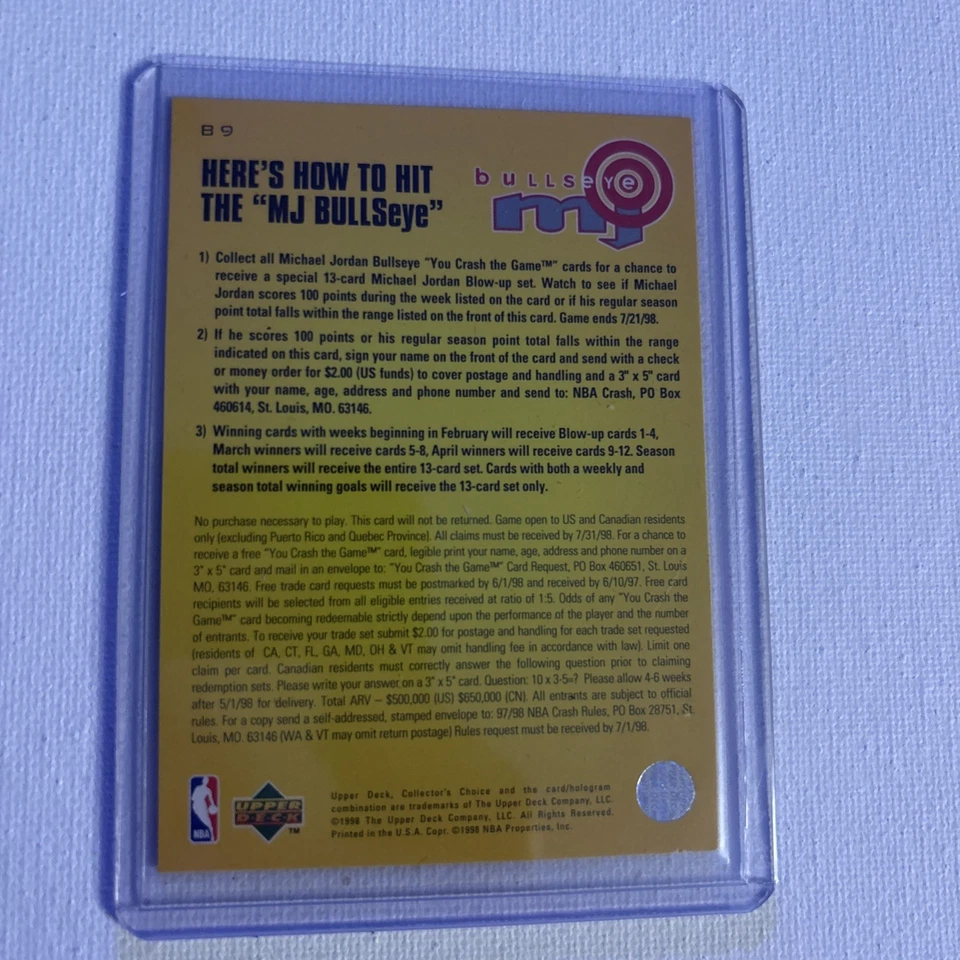 B9
HERE'S HOW TO HIT
THE "MJ BULLSeye"
bullseye
mj
1) Collect all Michael Jordan Bullseye "You Crash the Game™" cards for a chance to
receive a special 13-card Michael Jordan Blow-up set. Watch to see if Michael
Jordan scores 100 points during the week listed on the card or if his regular season
point total falls within the range listed on the front of this card. Game ends 7/21/98.
2) If he scores 100 points or his regular season point total falls within the range
indicated on this card, sign your name on the front of the card and send with a check
or money order for $2.00 (US funds) to cover postage and handling and a 3" x 5" card
with your name, age, address and phone number and send to: NBA Crash, PO Box
460614, St. Louis, MO. 63146.
3) Winning cards with weeks beginning in February will receive Blow-up cards 1-4,
March winners will receive cards 5-8, April winners will receive cards 9-12. Season
total winners will receive the entire 13-card set. Cards with both a weekly and
season total winning goals will receive the 13-card set only.
No purchase necessary to play. This card will not be returned. Game open to US and Canadian residents
only (excluding Puerto Rico and Quebec Province). All claims must be received by 7/31/98. For a chance to
receive a free "You Crash the Game™" card, legible print your name, age, address and phone number on a
3" x 5" card and mail in an envelope to: "You Crash the Game™" Card Request, PO Box 460651, St. Louis
MO, 63146. Free trade card requests must be postmarked by 6/1/98 and received by 6/10/97. Free card
recipients will be selected from all eligible entries received at ratio of 1:5. Odds of any "You Crash the
Game™" card becoming redeemable strictly depend upon the performance of the player and the number
of entrants. To receive your trade set submit $2.00 for postage and handling for each trade set requested
(residents of CA, CT, FL, GA, MD, OH & VT may omit handling fee in accordance with law). Limit one
claim per card. Canadian residents must correctly answer the following question prior to claiming
redemption sets. Please write your answer on a 3" x 5" card. Question: 10 x 3-5=? Please allow 4-6 weeks
after 5/1/98 for delivery. Total ARV – $500,000 (US) $650,000 (CN). All entrants are subject to official
rules. For a copy send a self-addressed, stamped envelope to: 97/98 NBA Crash Rules, PO Box 28751, St.
Louis, MO. 63146 (WA & VT may omit return postage) Rules request must be received by 7/1/98.
NBA
UPPER
DECK
™
Upper Deck, Collector's Choice and the card/hologram
combination are trademarks of The Upper Deck Company, LLC.
©1998 The Upper Deck Company, LLC. All Rights Reserved.
Printed in the U.S.A. Copr. ©1998 NBA Properties, Inc.